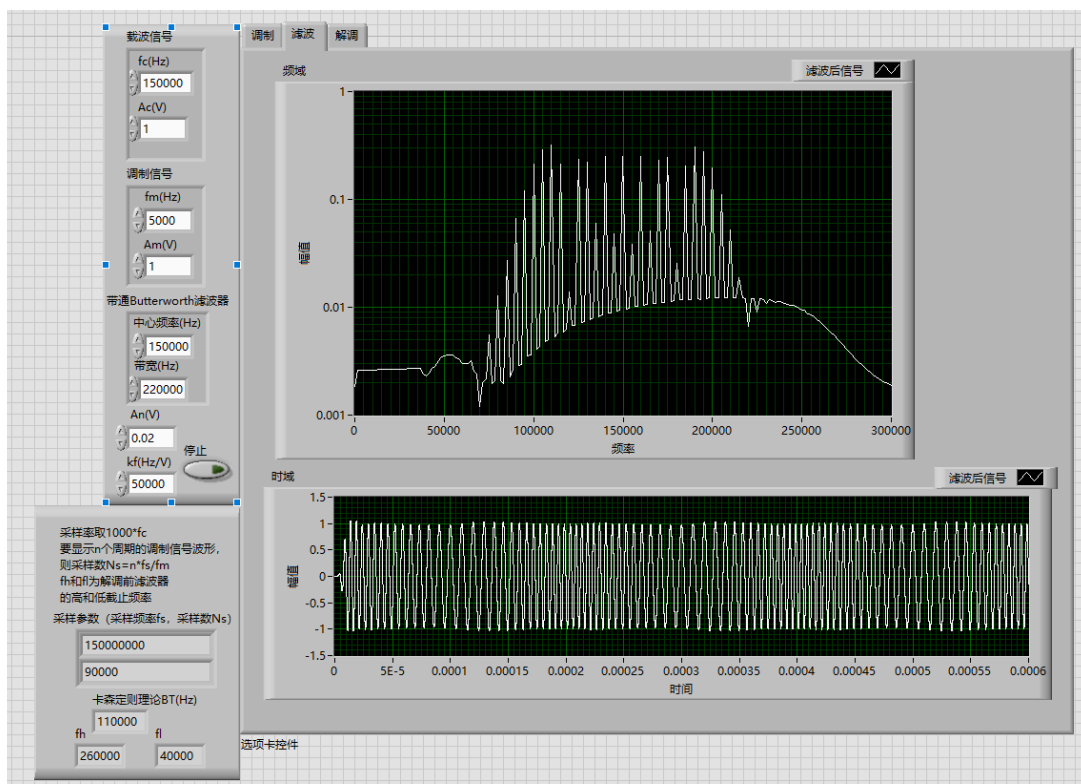 载波信号
fc(Hz)
150000
Ac(V)
1
调制信号
fm(Hz)
5000
Am(V)
1
带通Butterworth滤波器
中心频率(Hz)
150000
带宽(Hz)
220000
An(V)
0.02
停止
kf(Hz/V)
50000
采样率取1000*fc
要显示n个周期的调制信号波形，
则采样数Ns=n*fs/fm
fh和fl为解调前滤波器
的高和低截止频率
采样参数（采样频率fs，采样数Ns）
150000000
90000
卡森定则理论BT(Hz)
110000
fh fl
260000 40000
调制 滤波 解调
频域
滤波后信号
1
0.1
0.01
0.001
幅值
0 50000 100000 150000 200000 250000 300000
频率
时域
滤波后信号
1.5
1
0.5
0
-0.5
-1
-1.5
幅值
0 5E-5 0.0001 0.00015 0.0002 0.00025 0.0003 0.00035 0.0004 0.00045 0.0005 0.00055 0.0006
时间
选项卡控件